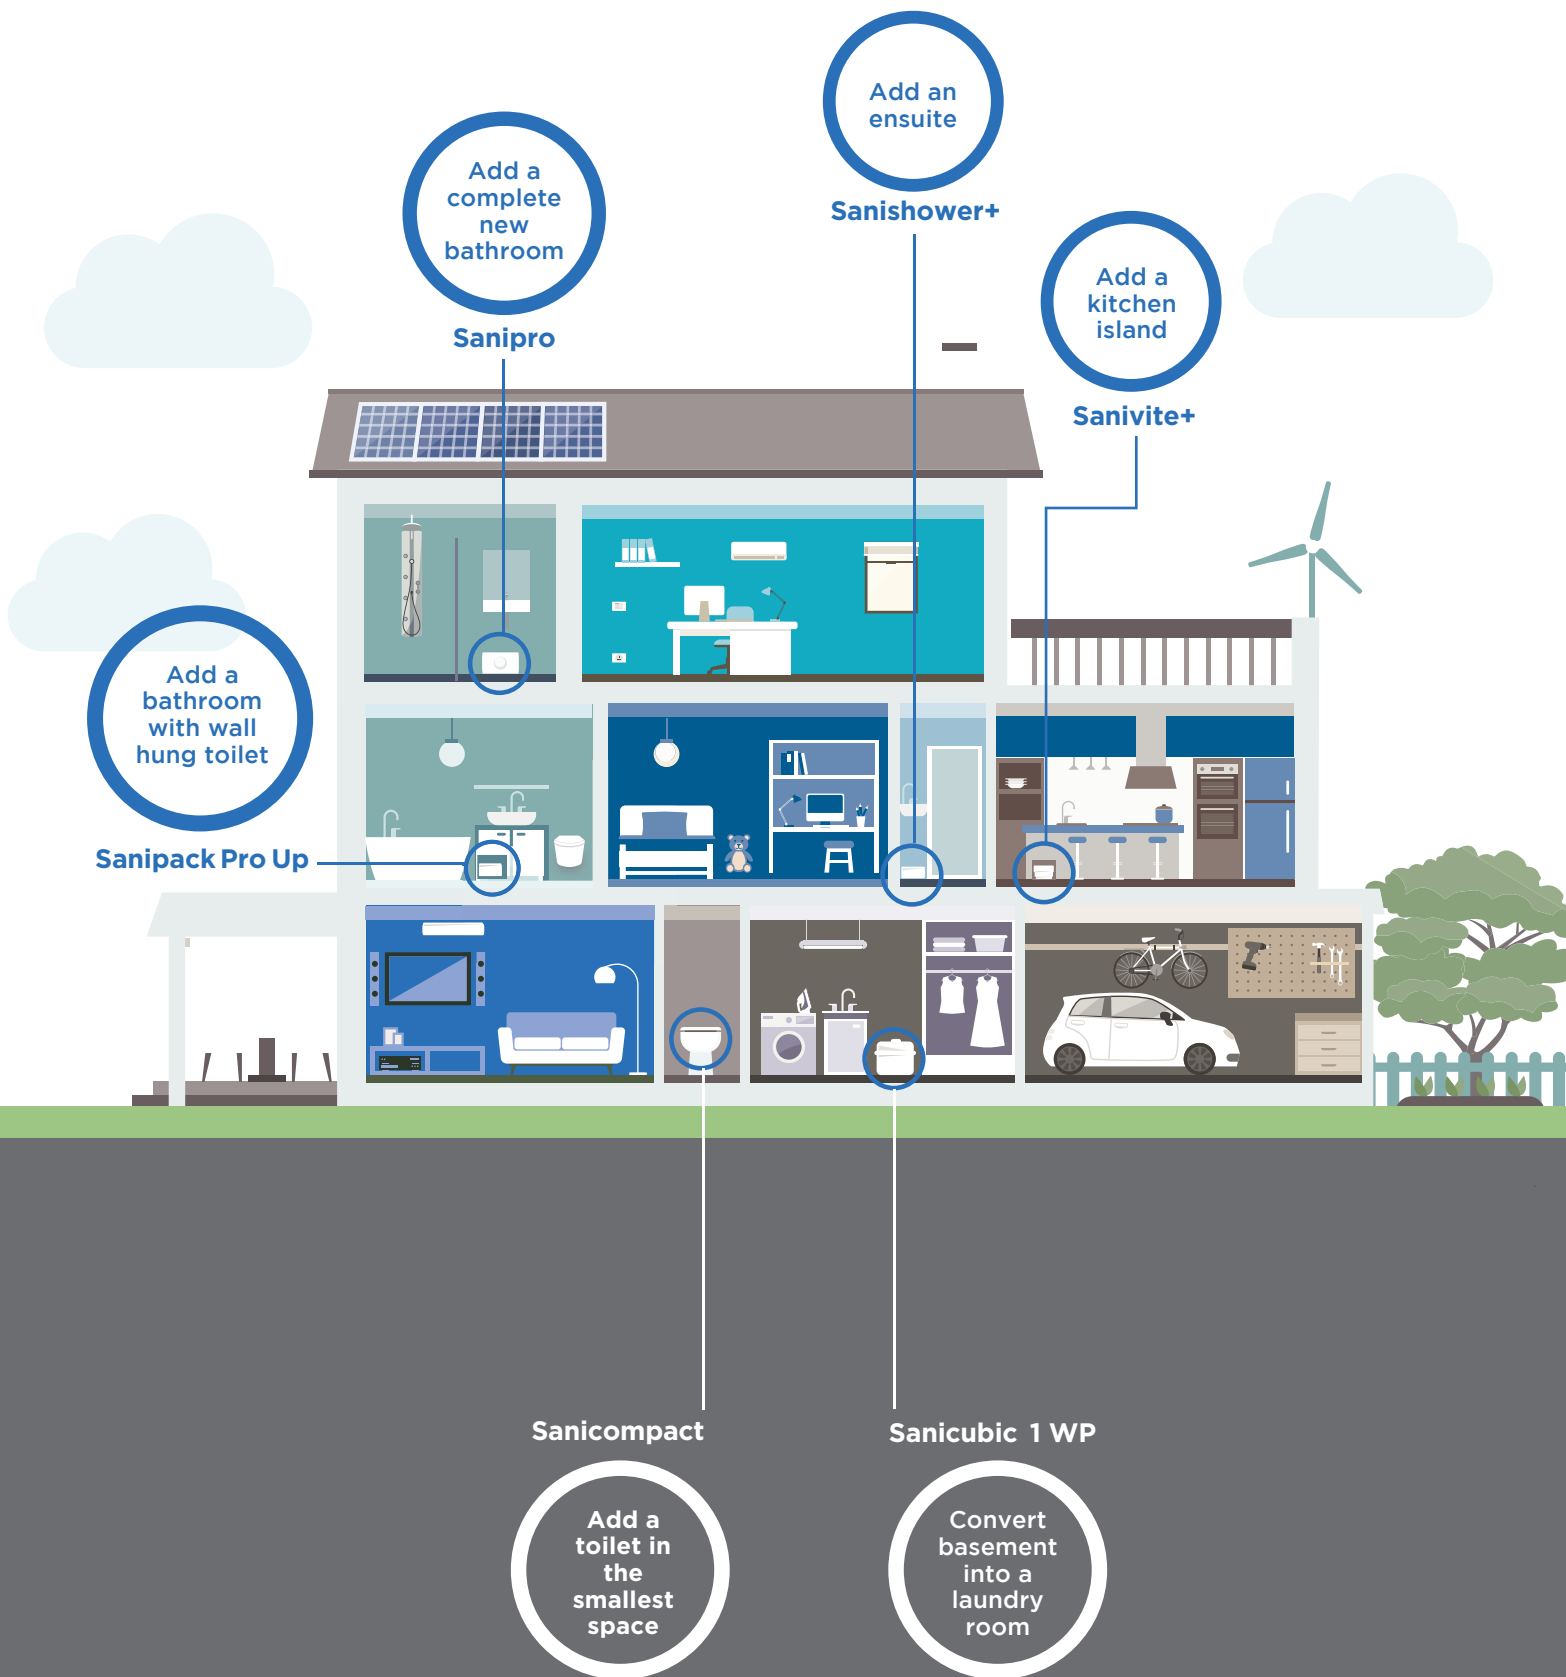 Add an
ensuite
Sanishower+
Add a
complete
new
bathroom
Sanipro
Add a
kitchen
island
Sanivite+
Add a
bathroom
with wall
hung toilet
Sanipack Pro Up
Sanicompact
Add a
toilet in
the
smallest
space
Sanicubic 1 WP
Convert
basement
into a
laundry
room